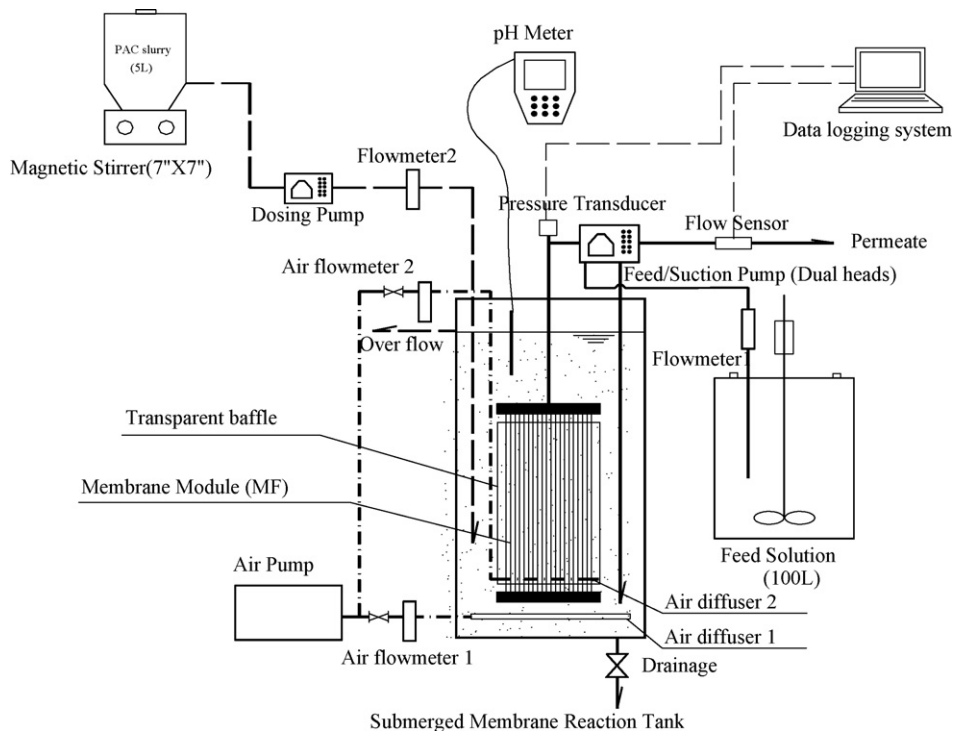 pH Meter
PAC slurry
(5L)
Data logging system
Magnetic Stirrer(7"X7")
Flowmeter2
Dosing Pump
Pressure Transducer
Flow Sensor
Permeate
Air flowmeter 2
Feed/Suction Pump (Dual heads)
Over flow
Flowmeter1
Transparent baffle
Membrane Module (MF)
Feed Solution
(100L)
Air Pump
Air diffuser 2
Air diffuser 1
Air flowmeter 1
Drainage
Submerged Membrane Reaction Tank